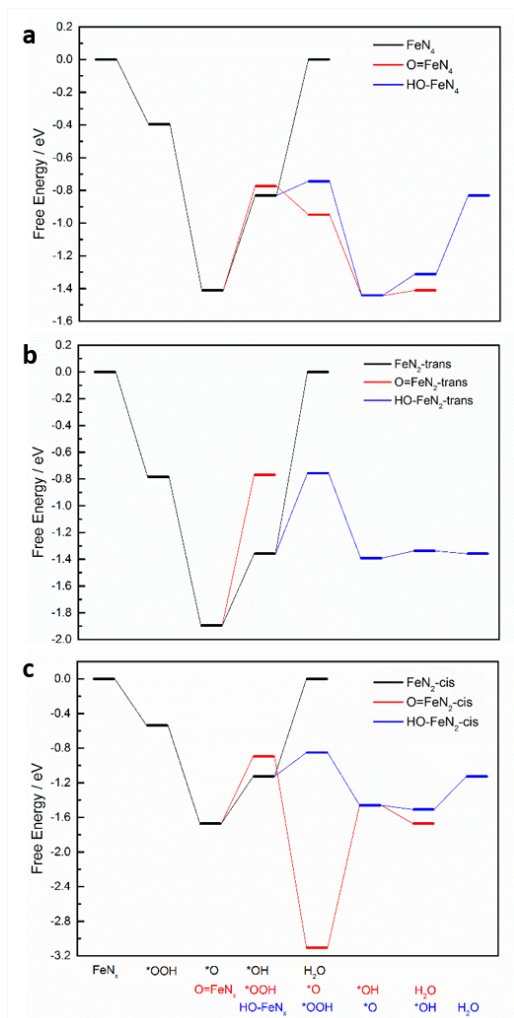 a
0.2
0.0
-0.2
-0.4
-0.6
-0.8
-1.0
-1.2
-1.4
-1.6
Free Energy / eV
FeN₄
O=FeN₄
HO-FeN₄
b
0.2
0.0
-0.2
-0.4
-0.6
-0.8
-1.0
-1.2
-1.4
-1.6
-1.8
-2.0
Free Energy / eV
FeN₂-trans
O=FeN₂-trans
HO-FeN₂-trans
c
0.0
-0.4
-0.8
-1.2
-1.6
-2.0
-2.4
-2.8
-3.2
Free Energy / eV
FeN₂-cis
O=FeN₂-cis
HO-FeN₂-cis
FeNₓ *OOH *O *OH H₂O
O=FeNₓ *OOH *O *OH H₂O
HO-FeNₓ *OOH *O *OH H₂O